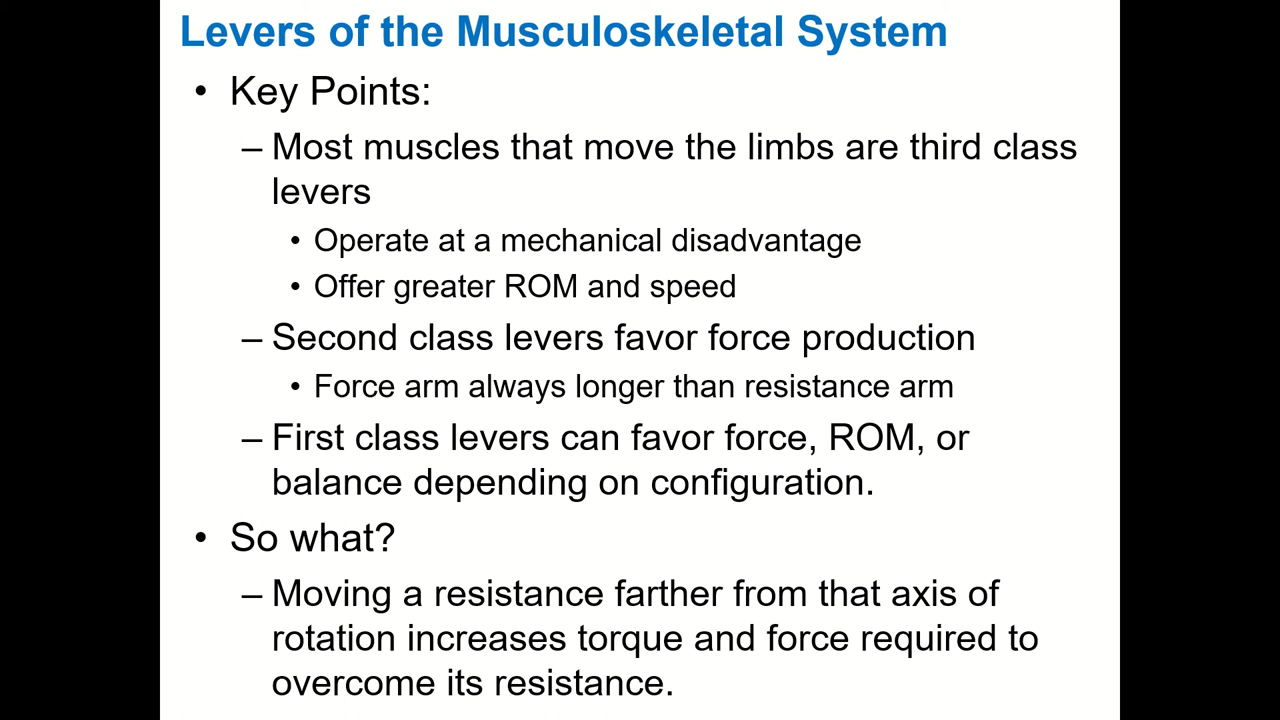 Levers of the Musculoskeletal System
• Key Points:
– Most muscles that move the limbs are third class
levers
• Operate at a mechanical disadvantage
• Offer greater ROM and speed
– Second class levers favor force production
• Force arm always longer than resistance arm
– First class levers can favor force, ROM, or
balance depending on configuration.
• So what?
– Moving a resistance farther from that axis of
rotation increases torque and force required to
overcome its resistance.